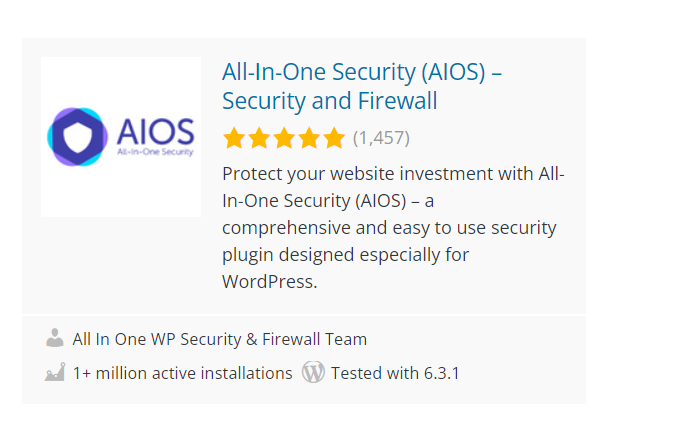 AIOS
All-In-One Security
All-In-One Security (AIOS) –
Security and Firewall
(1,457)
Protect your website investment with All-
In-One Security (AIOS) – a
comprehensive and easy to use security
plugin designed especially for
WordPress.
All In One WP Security & Firewall Team
1+ million active installations
Tested with 6.3.1